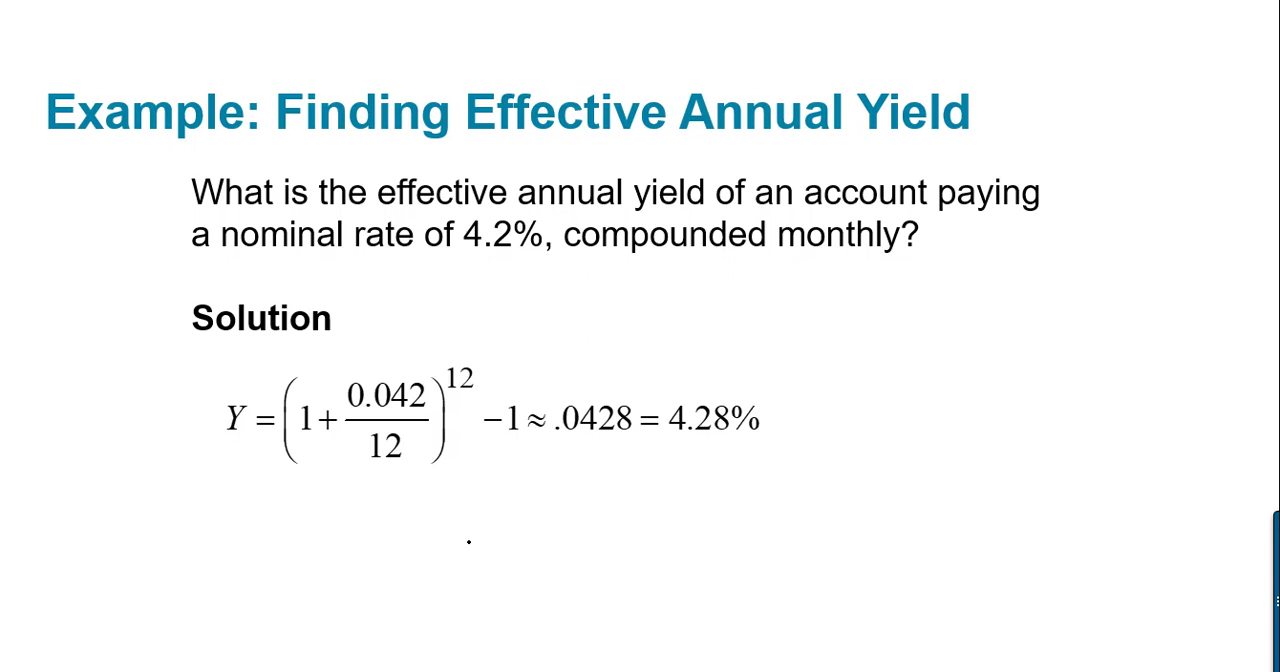 Example: Finding Effective Annual Yield
What is the effective annual yield of an account paying
a nominal rate of 4.2%, compounded monthly?
Solution
Y = (1 + 0.042/12)^12 − 1 ≈ .0428 = 4.28%